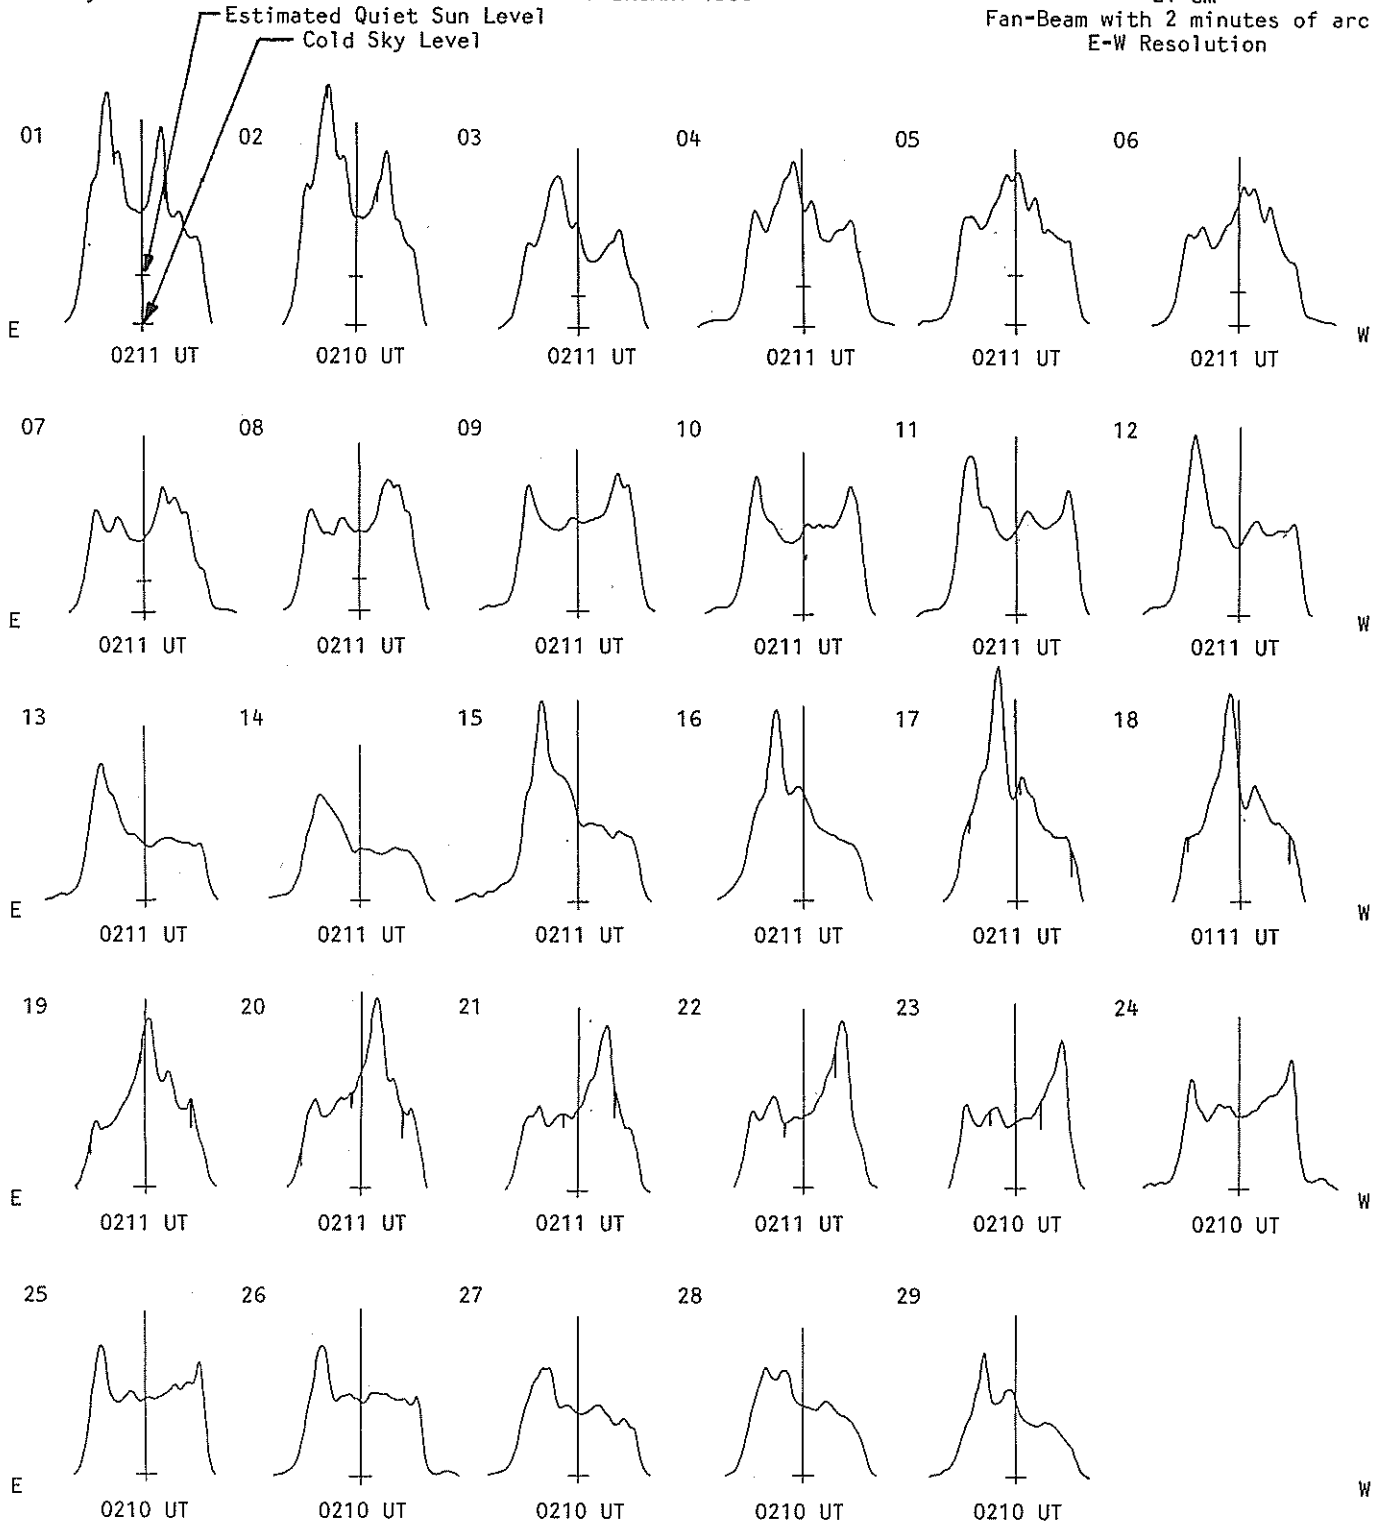 Estimated Quiet Sun Level
Cold Sky Level
Fan-Beam with 2 minutes of arc
E-W Resolution
01 02 03 04 05 06
E W
0211 UT 0210 UT 0211 UT 0211 UT 0211 UT 0211 UT
07 08 09 10 11 12
E W
0211 UT 0211 UT 0211 UT 0211 UT 0211 UT 0211 UT
13 14 15 16 17 18
E W
0211 UT 0211 UT 0211 UT 0211 UT 0211 UT 0111 UT
19 20 21 22 23 24
E W
0211 UT 0211 UT 0211 UT 0211 UT 0210 UT 0210 UT
25 26 27 28 29
E W
0210 UT 0210 UT 0210 UT 0210 UT 0210 UT